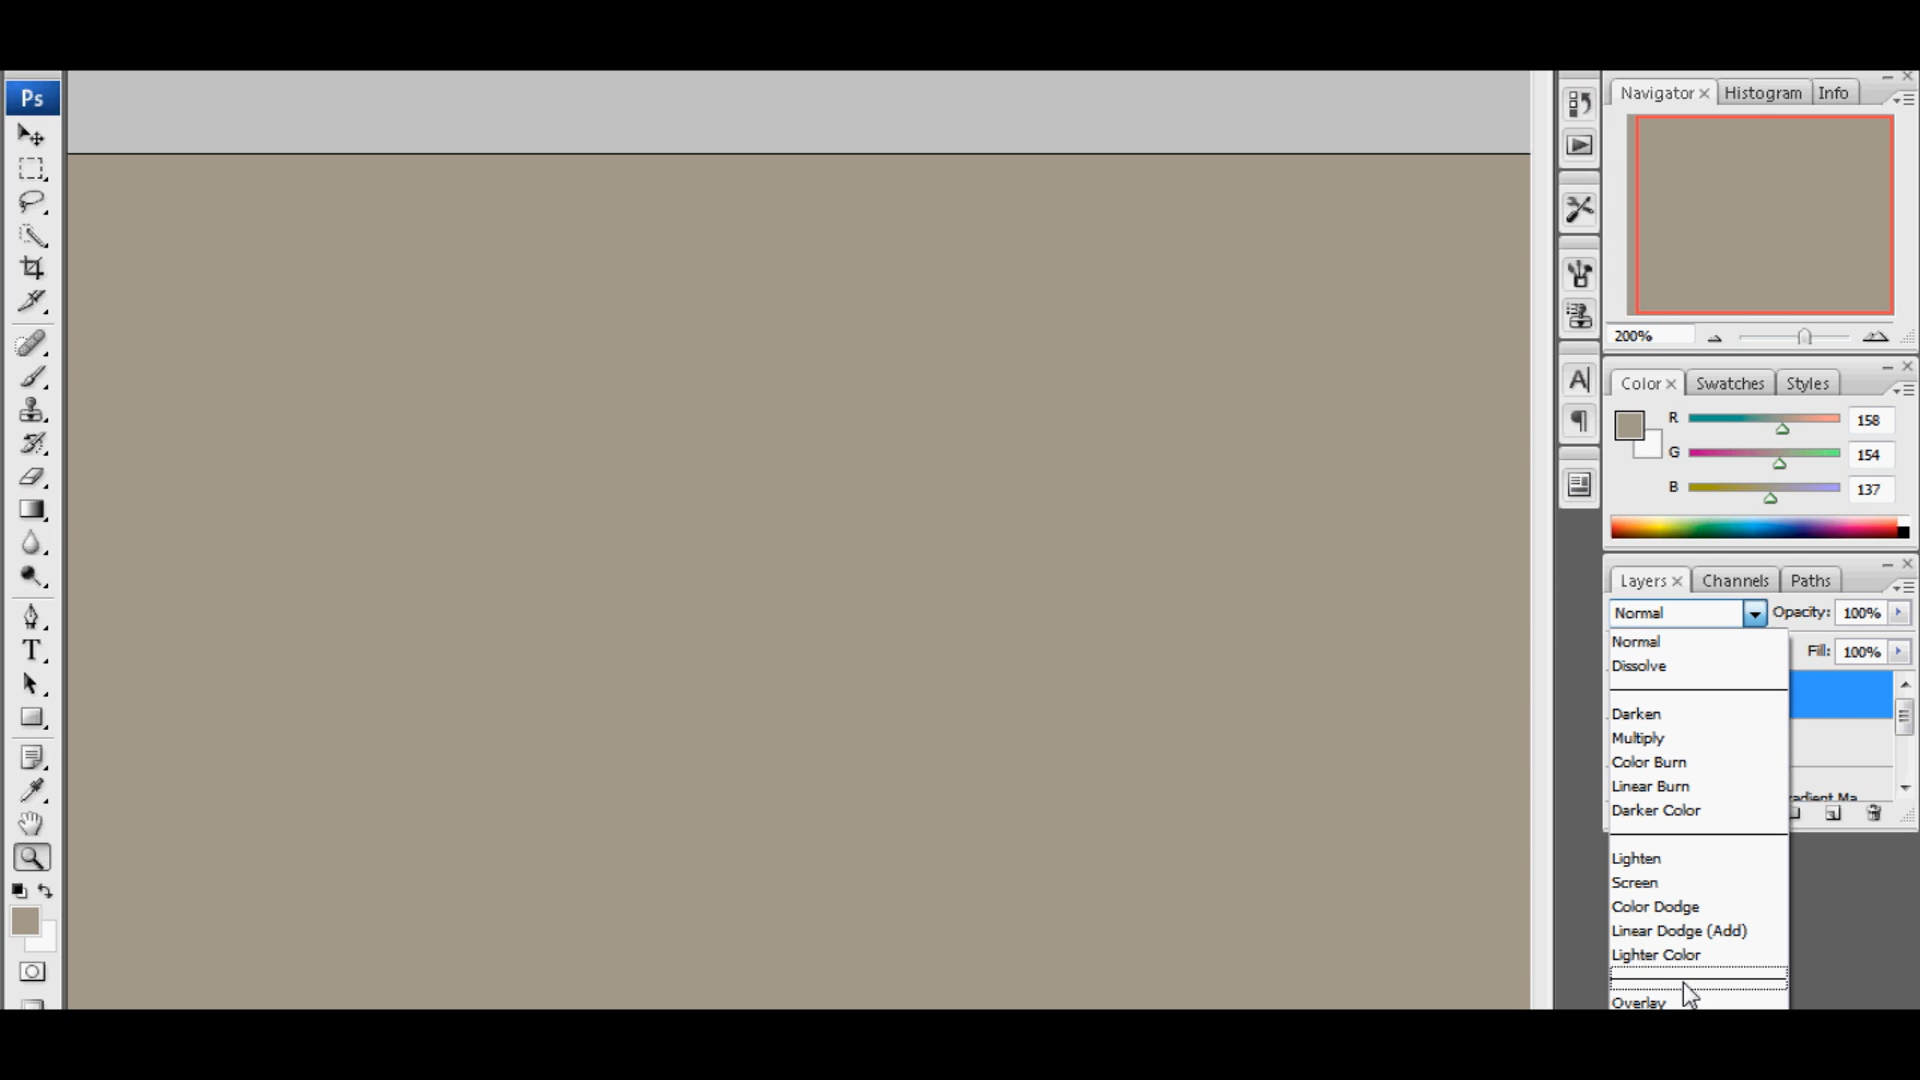 Ps
Navigator Histogram Info
200%
Color Swatches Styles
R 158
G 154
B 137
Layers Channels Paths
Normal Opacity: 100%
Fill: 100%
Normal
Dissolve
Darken
Multiply
Color Burn
Linear Burn
Darker Color
Lighten
Screen
Color Dodge
Linear Dodge (Add)
Lighter Color
Overlay